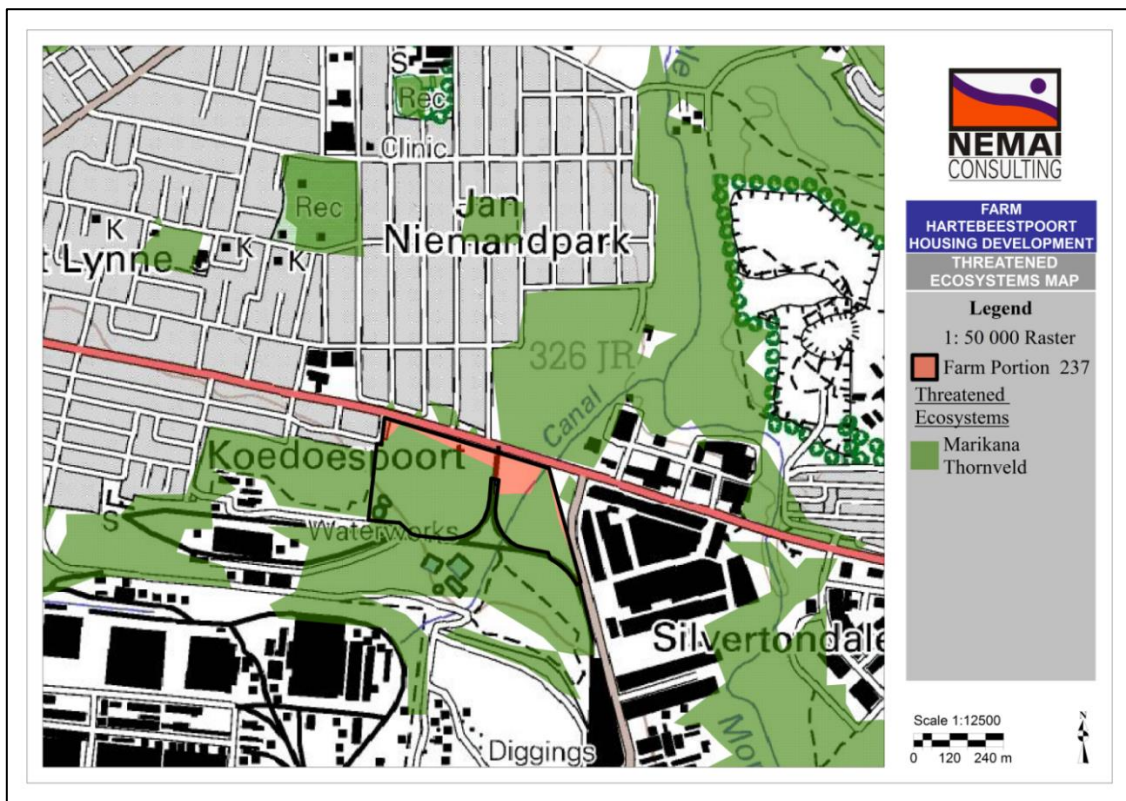 S
Rec
Clinic
Rec
Jan
Niemandpark
K
K
K
t Lynne
326 JR
Canal
Koedoespoort
Waterworks
S
Silvertondale
Diggings
Mor
NEMAI
CONSULTING
FARM
HARTEBEESTPOORT
HOUSING DEVELOPMENT
THREATENED
ECOSYSTEMS MAP
Legend
1: 50 000 Raster
Farm Portion 237
Threatened
Ecosystems
Marikana
Thornveld
Scale 1:12500
0 120 240 m
N